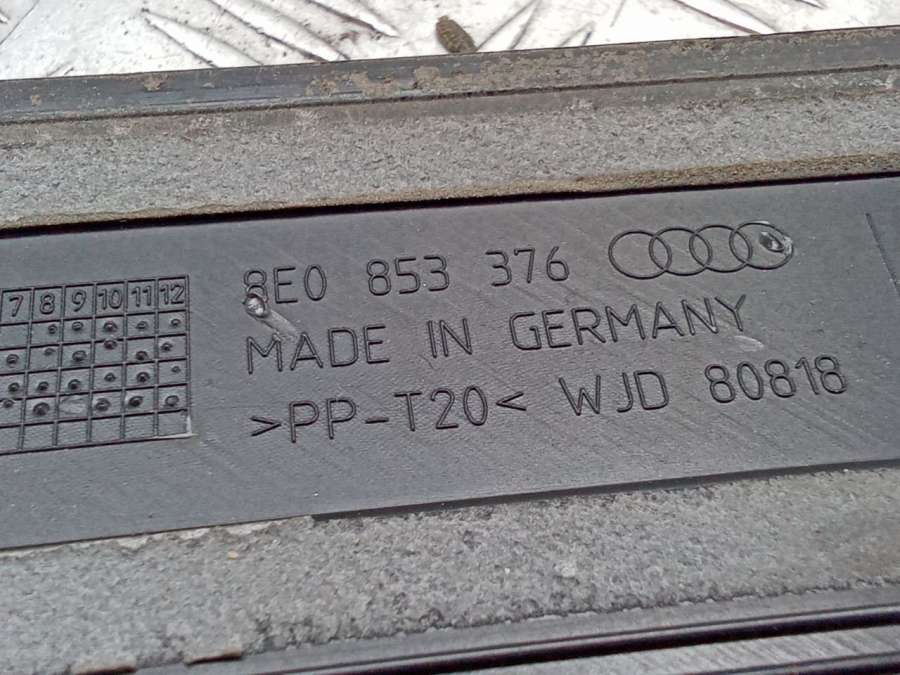 7 8 9 10 11 12
8E0 853 376
MADE IN GERMANY
>PP-T20< WJD 80818